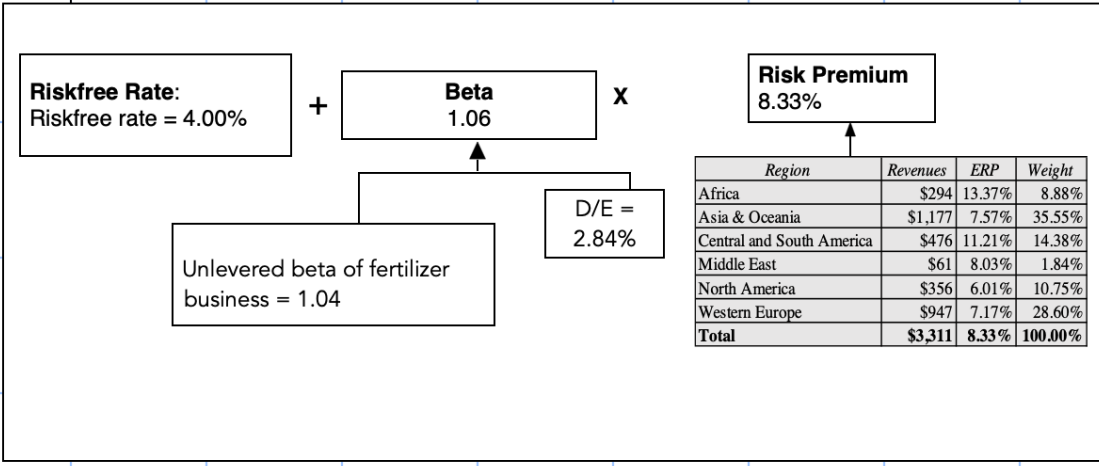 Riskfree Rate:
Riskfree rate = 4.00%
+
Beta
1.06
X
Risk Premium
8.33%
D/E =
2.84%
Unlevered beta of fertilizer
business = 1.04
Region Revenues ERP Weight
Africa $294 13.37% 8.88%
Asia & Oceania $1,177 7.57% 35.55%
Central and South America $476 11.21% 14.38%
Middle East $61 8.03% 1.84%
North America $356 6.01% 10.75%
Western Europe $947 7.17% 28.60%
Total $3,311 8.33% 100.00%